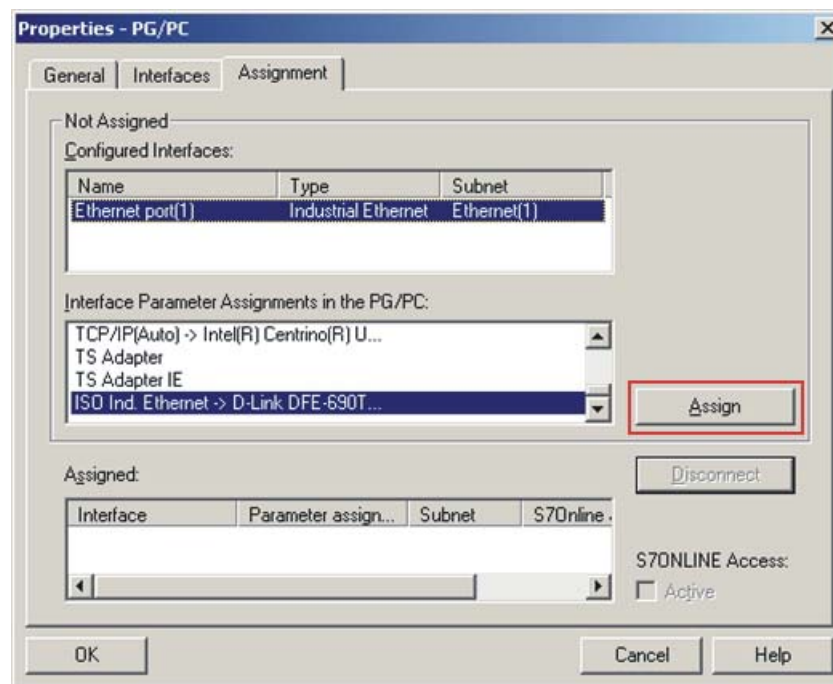 Properties - PG/PC
General Interfaces Assignment
Not Assigned
Configured Interfaces:
Name Type Subnet
Ethernet port(1) Industrial Ethernet Ethernet(1)
Interface Parameter Assignments in the PG/PC:
TCP/IP(Auto) -> Intel(R) Centrino(R) U...
TS Adapter
TS Adapter IE
ISO Ind. Ethernet -> D-Link DFE-690T...
Assign
Assigned:
Disconnect
Interface Parameter assign... Subnet S7Online
S7ONLINE Access:
Active
OK Cancel Help